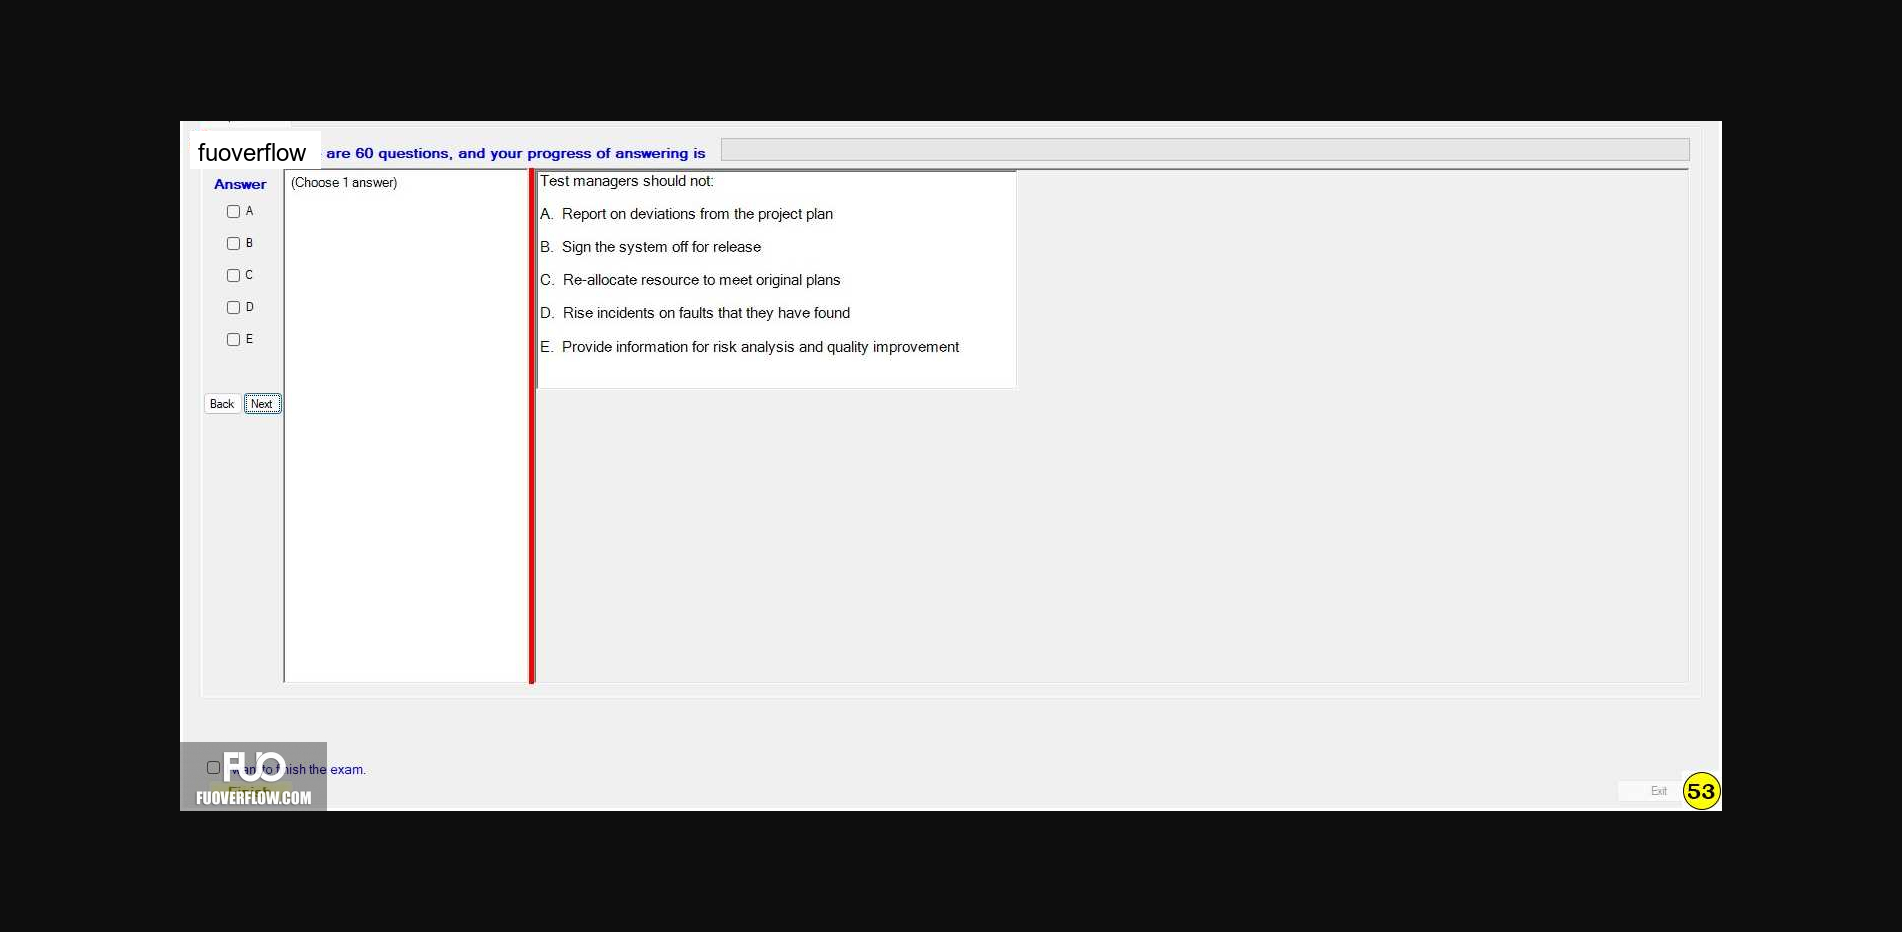 fuoverflow are 60 questions, and your progress of answering is
Answer
A
B
C
D
E
Back Next
(Choose 1 answer)
Test managers should not:
A. Report on deviations from the project plan
B. Sign the system off for release
C. Re-allocate resource to meet original plans
D. Rise incidents on faults that they have found
E. Provide information for risk analysis and quality improvement
FUO
want to finish the exam.
Finish
FUOVERFLOW.COM
Exit
53